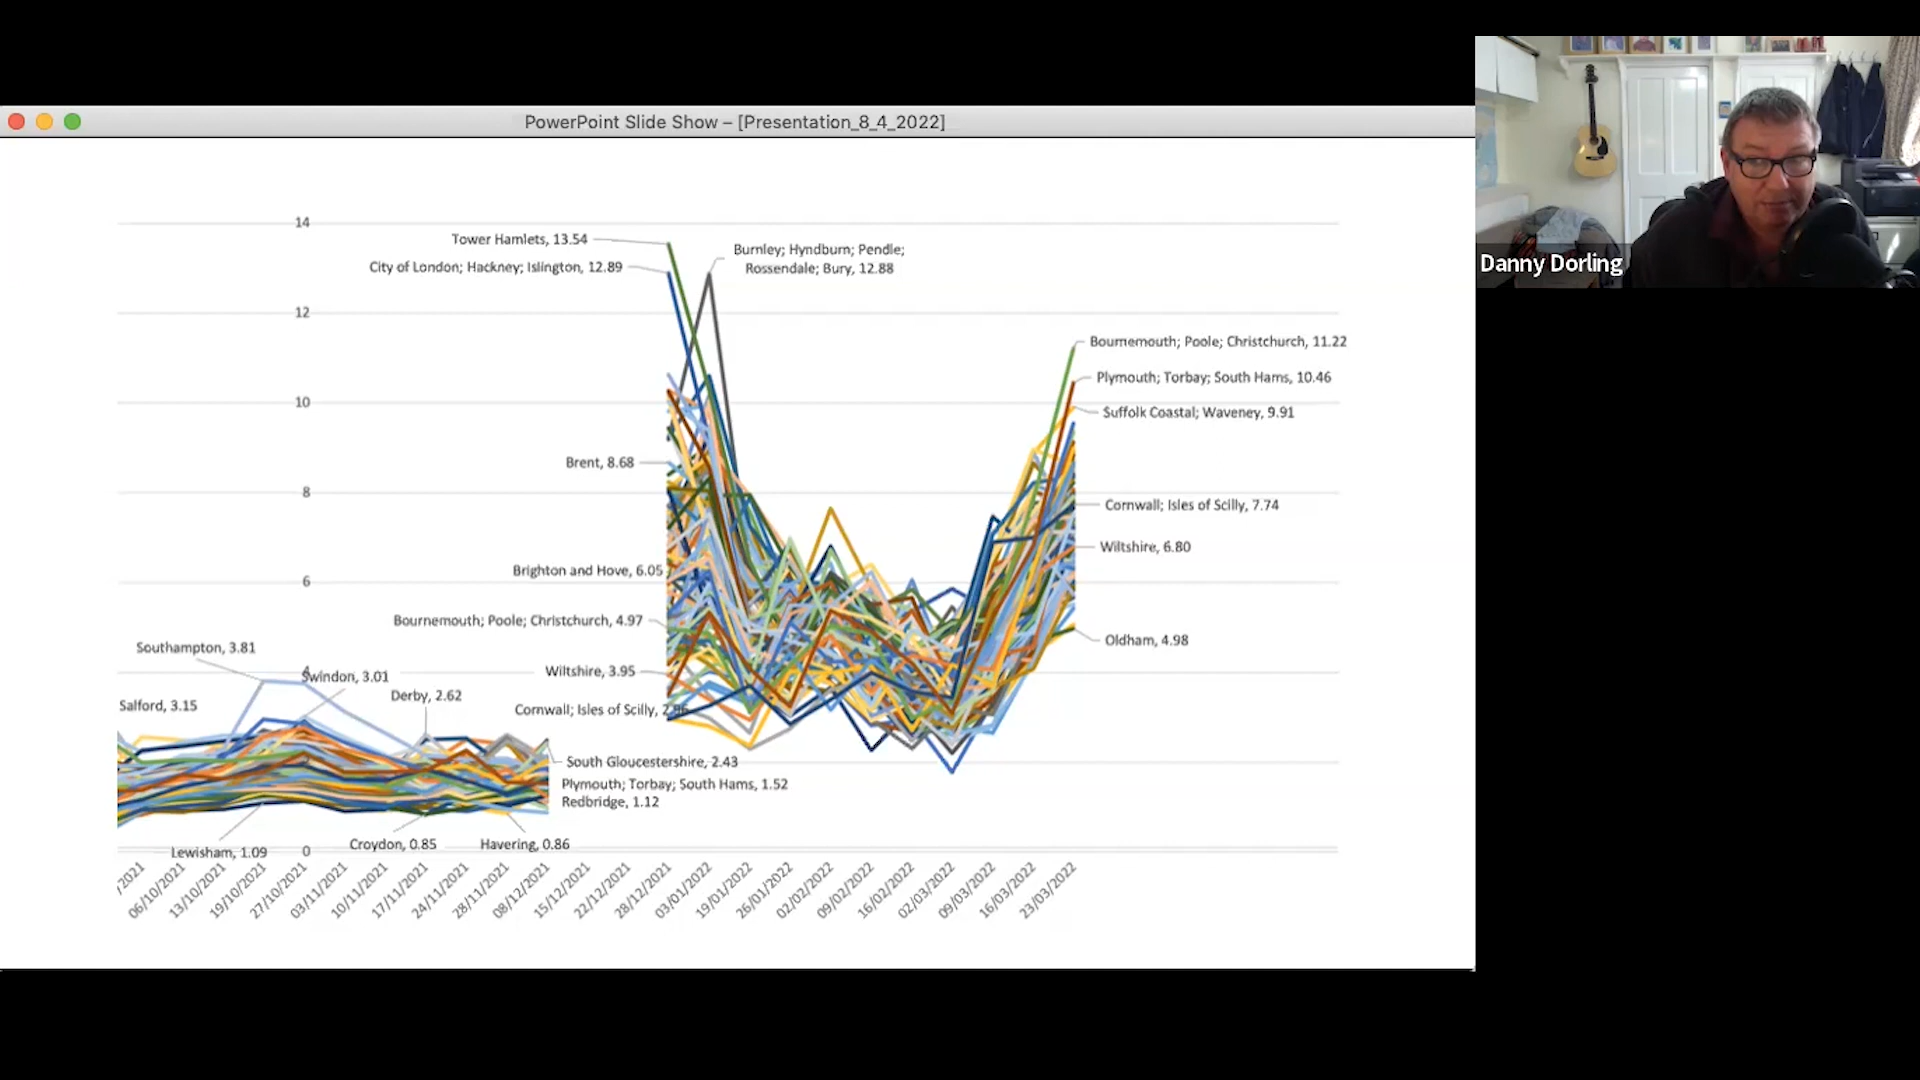 PowerPoint Slide Show – [Presentation_8_4_2022]
Danny Dorling
14
12
10
8
6
4
0
Tower Hamlets, 13.54
City of London; Hackney; Islington, 12.89
Burnley; Hyndburn; Pendle;
Rossendale; Bury, 12.88
Bournemouth; Poole; Christchurch, 11.22
Plymouth; Torbay; South Hams, 10.46
Suffolk Coastal; Waveney, 9.91
Brent, 8.68
Cornwall; Isles of Scilly, 7.74
Wiltshire, 6.80
Brighton and Hove, 6.05
Bournemouth; Poole; Christchurch, 4.97
Oldham, 4.98
Southampton, 3.81
Wiltshire, 3.95
Swindon, 3.01
Derby, 2.62
Salford, 3.15
Cornwall; Isles of Scilly, 2.96
South Gloucestershire, 2.43
Plymouth; Torbay; South Hams, 1.52
Redbridge, 1.12
Lewisham, 1.09
Croydon, 0.85
Havering, 0.86
/2021
06/10/2021
13/10/2021
19/10/2021
27/10/2021
03/11/2021
10/11/2021
17/11/2021
24/11/2021
28/11/2021
08/12/2021
15/12/2021
22/12/2021
28/12/2021
03/01/2022
19/01/2022
26/01/2022
02/02/2022
09/02/2022
16/02/2022
02/03/2022
09/03/2022
16/03/2022
23/03/2022